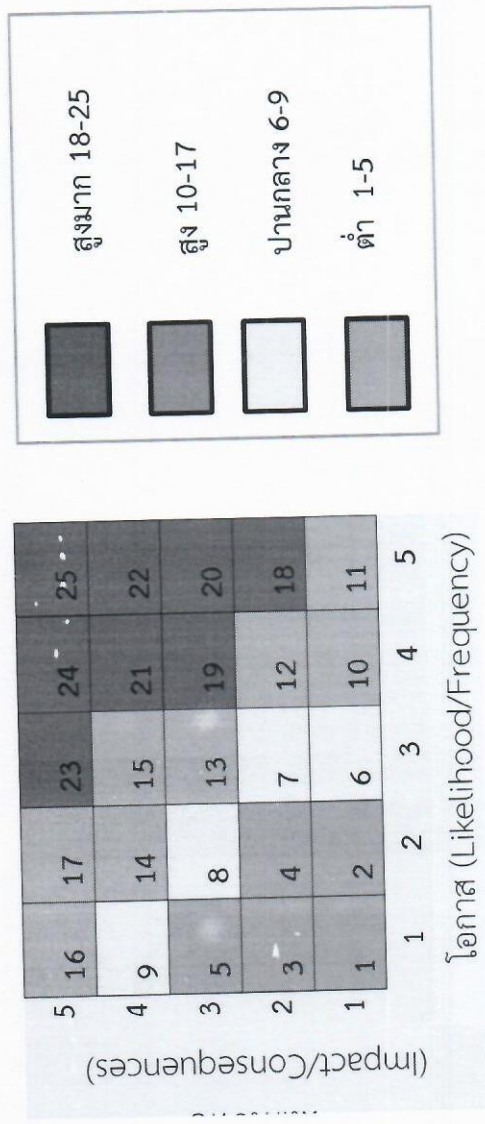 5 16 17 23 24 25
4 9 14 15 21 22
3 5 8 13 19 20
2 3 4 7 12 18
1 1 2 6 10 11
1 2 3 4 5
(Impact/Consequences)
โอกาส (Likelihood/Frequency)
สูงมาก 18-25
สูง 10-17
ปานกลาง 6-9
ต่ำ 1-5